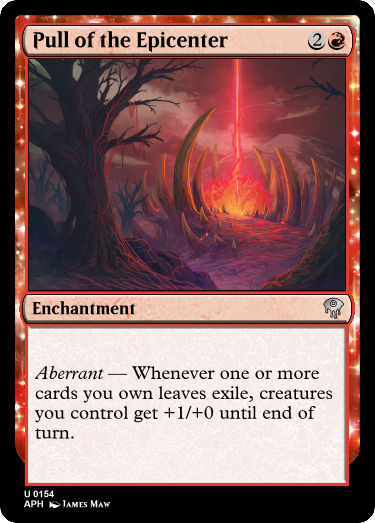 Pull of the Epicenter 2
Enchantment
Aberrant — Whenever one or more
cards you own leaves exile, creatures
you control get +1/+0 until end of
turn.
U 0154
APH James Maw